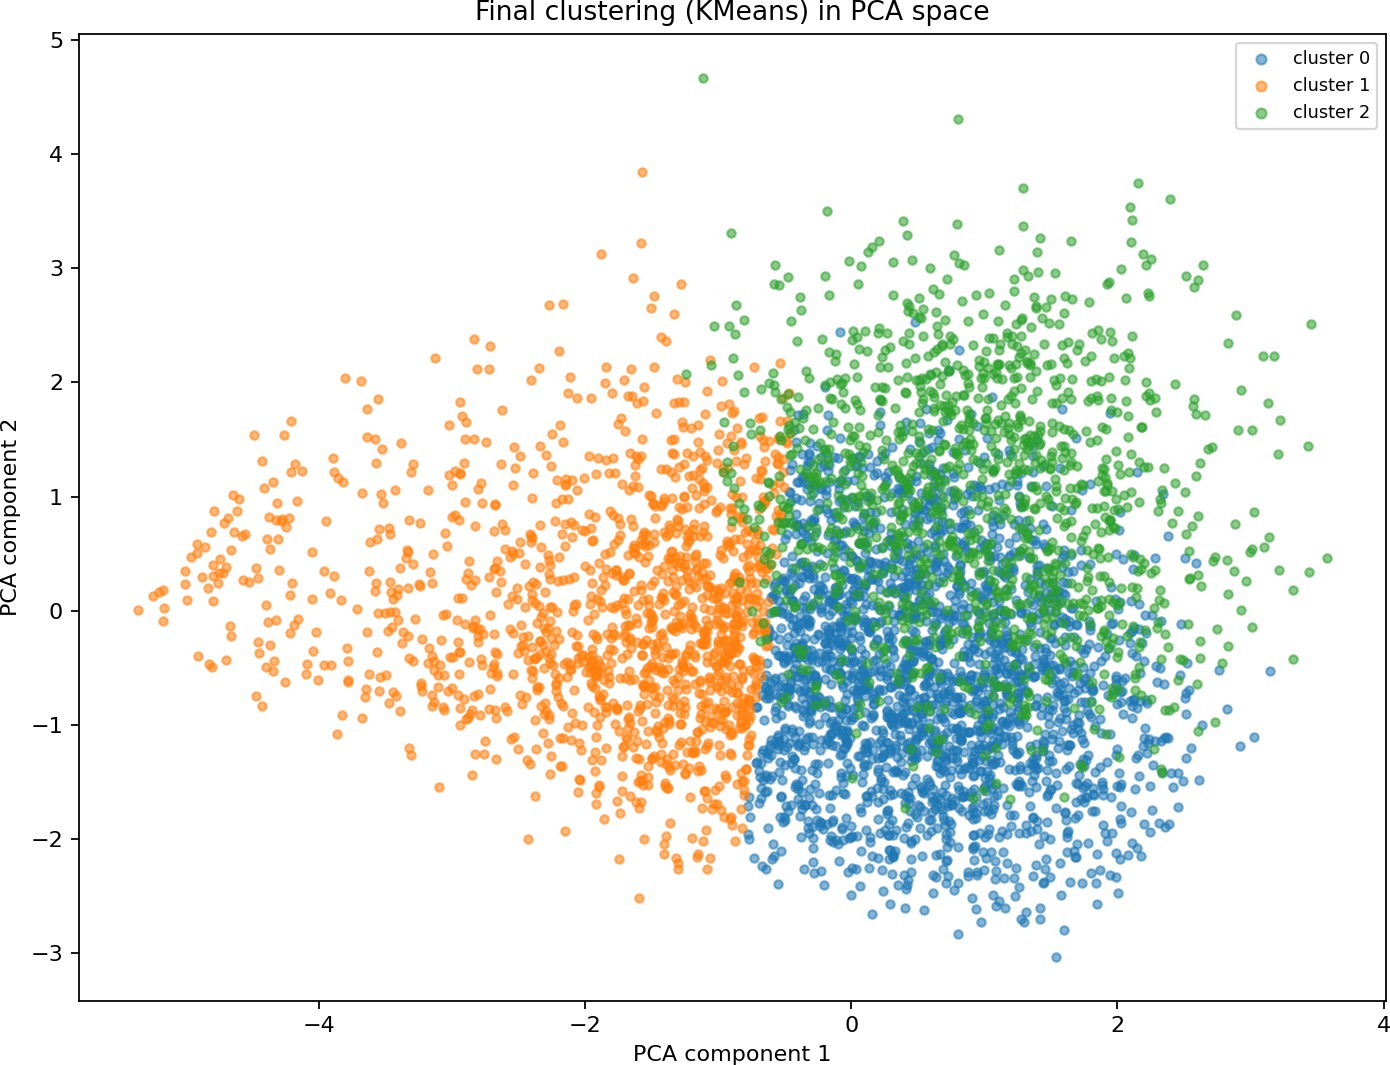 Final clustering (KMeans) in PCA space
cluster 0
cluster 1
cluster 2
5
4
3
2
1
0
−1
−2
−3
PCA component 2
−4
−2
0
2
4
PCA component 1